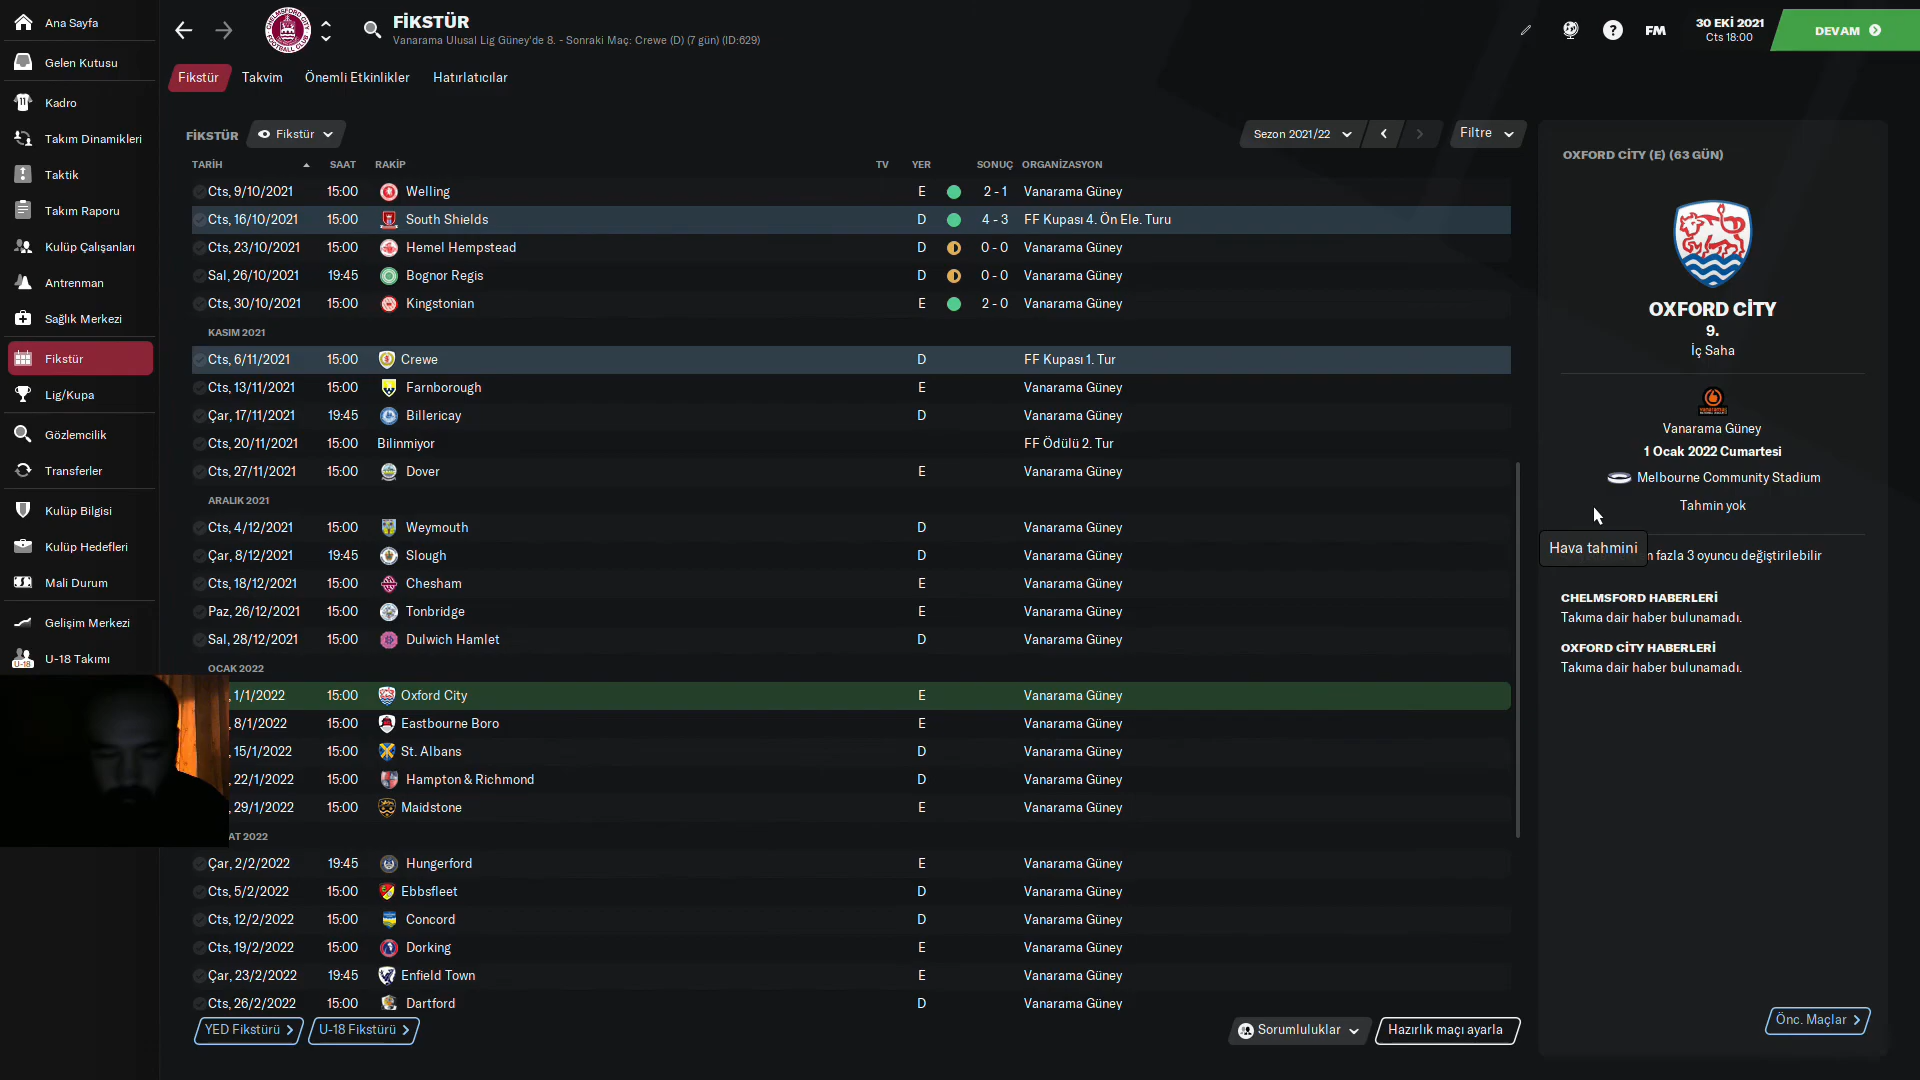 Ana Sayfa
Gelen Kutusu
Kadro
Takım Dinamikleri
Taktik
Takım Raporu
Kulüp Çalışanları
Antrenman
Sağlık Merkezi
Fikstür
Lig/Kupa
Gözlemcilik
Transferler
Kulüp Bilgisi
Kulüp Hedefleri
Mali Durum
Gelişim Merkezi
U-18 Takımı
FİKSTÜR
Vanarama Ulusal Lig Güney'de 8. - Sonraki Maç: Crewe (D) (7 gün) (ID:629)
FM
30 EKİ 2021
Cts 18:00
DEVAM
Fikstür Takvim Önemli Etkinlikler Hatırlatıcılar
FİKSTÜR Fikstür Sezon 2021/22 Filtre
TARİH SAAT RAKİP TV YER SONUÇ ORGANİZASYON
Cts, 9/10/2021 15:00 Welling E 2 - 1 Vanarama Güney
Cts, 16/10/2021 15:00 South Shields D 4 - 3 FF Kupası 4. Ön Ele. Turu
Cts, 23/10/2021 15:00 Hemel Hempstead D 0 - 0 Vanarama Güney
Sal, 26/10/2021 19:45 Bognor Regis D 0 - 0 Vanarama Güney
Cts, 30/10/2021 15:00 Kingstonian E 2 - 0 Vanarama Güney
KASIM 2021
Cts, 6/11/2021 15:00 Crewe D FF Kupası 1. Tur
Cts, 13/11/2021 15:00 Farnborough E Vanarama Güney
Çar, 17/11/2021 19:45 Billericay D Vanarama Güney
Cts, 20/11/2021 15:00 Bilinmiyor FF Ödülü 2. Tur
Cts, 27/11/2021 15:00 Dover E Vanarama Güney
ARALIK 2021
Cts, 4/12/2021 15:00 Weymouth D Vanarama Güney
Çar, 8/12/2021 19:45 Slough D Vanarama Güney
Cts, 18/12/2021 15:00 Chesham E Vanarama Güney
Paz, 26/12/2021 15:00 Tonbridge E Vanarama Güney
Sal, 28/12/2021 15:00 Dulwich Hamlet D Vanarama Güney
OCAK 2022
, 1/1/2022 15:00 Oxford City E Vanarama Güney
, 8/1/2022 15:00 Eastbourne Boro E Vanarama Güney
, 15/1/2022 15:00 St. Albans D Vanarama Güney
, 22/1/2022 15:00 Hampton & Richmond D Vanarama Güney
, 29/1/2022 15:00 Maidstone E Vanarama Güney
AT 2022
Çar, 2/2/2022 19:45 Hungerford E Vanarama Güney
Cts, 5/2/2022 15:00 Ebbsfleet D Vanarama Güney
Cts, 12/2/2022 15:00 Concord D Vanarama Güney
Cts, 19/2/2022 15:00 Dorking E Vanarama Güney
Çar, 23/2/2022 19:45 Enfield Town E Vanarama Güney
Cts, 26/2/2022 15:00 Dartford D Vanarama Güney
YED Fikstürü U-18 Fikstürü Sorumluluklar Hazırlık maçı ayarla
OXFORD CİTY (E) (63 GÜN)
OXFORD CİTY
9.
İç Saha
Vanarama Güney
1 Ocak 2022 Cumartesi
Melbourne Community Stadium
Tahmin yok
Hava tahmini
n fazla 3 oyuncu değiştirilebilir
CHELMSFORD HABERLERİ
Takıma dair haber bulunamadı.
OXFORD CİTY HABERLERİ
Takıma dair haber bulunamadı.
Önc. Maçlar